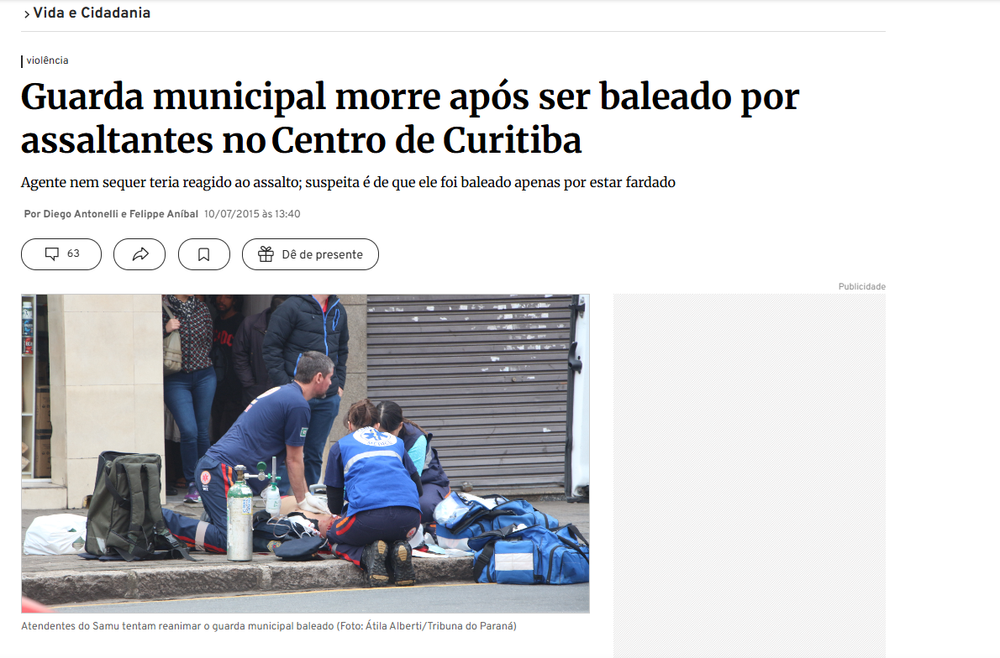 Vida e Cidadania
violência
Guarda municipal morre após ser baleado por
assaltantes no Centro de Curitiba
Agente nem sequer teria reagido ao assalto; suspeita é de que ele foi baleado apenas por estar fardado
Por Diego Antonelli e Felippe Aníbal 10/07/2015 às 13:40
63
Dê de presente
Publicidade
Atendentes do Samu tentam reanimar o guarda municipal baleado (Foto: Átila Alberti/Tribuna do Paraná)